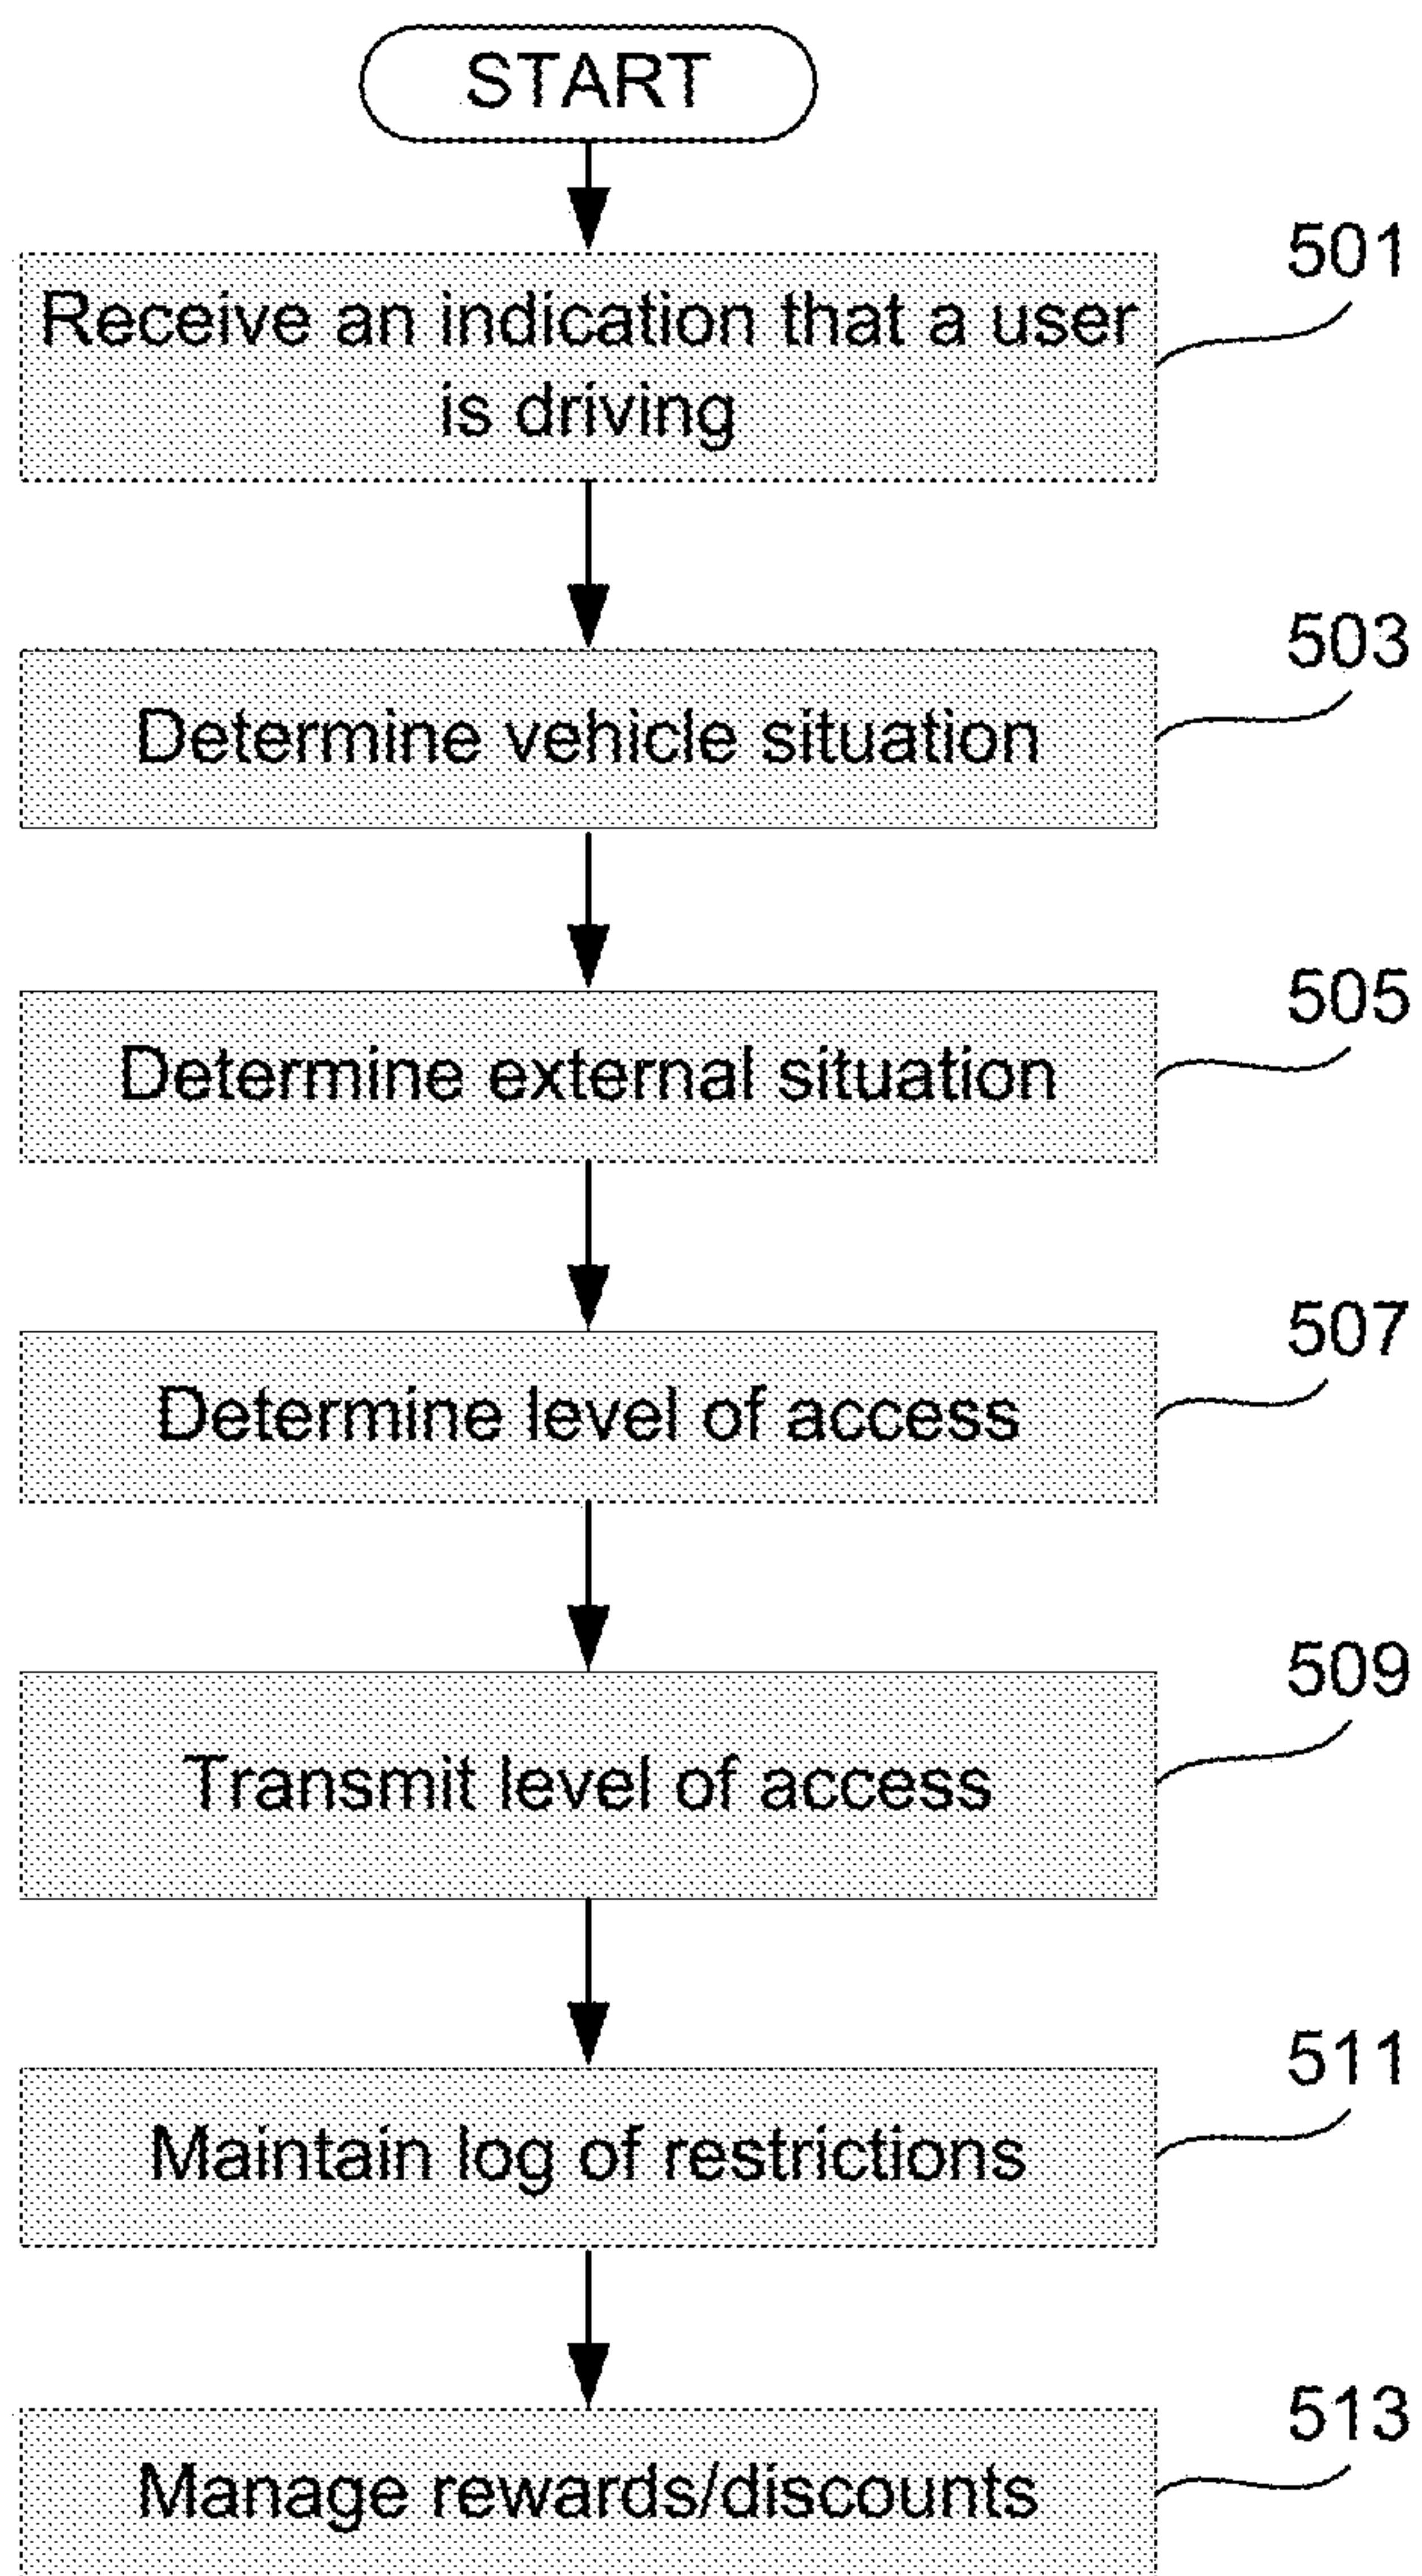 START
501
Receive an indication that a user
is driving
503
Determine vehicle situation
505
Determine external situation
507
Determine level of access
509
Transmit level of access
511
Maintain log of restrictions
513
Manage rewards/discounts